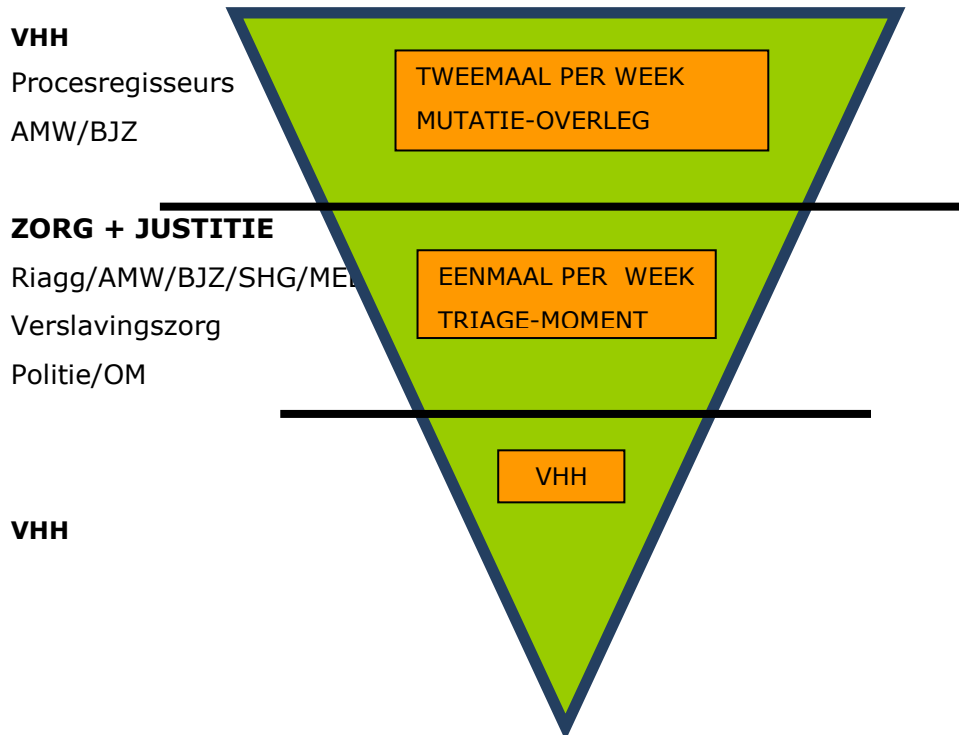 VHH
Procesregisseurs
AMW/BJZ
TWEEMAAL PER WEEK
MUTATIE-OVERLEG
ZORG + JUSTITIE
Riagg/AMW/BJZ/SHG/MEE
Verslavingszorg
Politie/OM
EENMAAL PER WEEK
TRIAGE-MOMENT
VHH
VHH